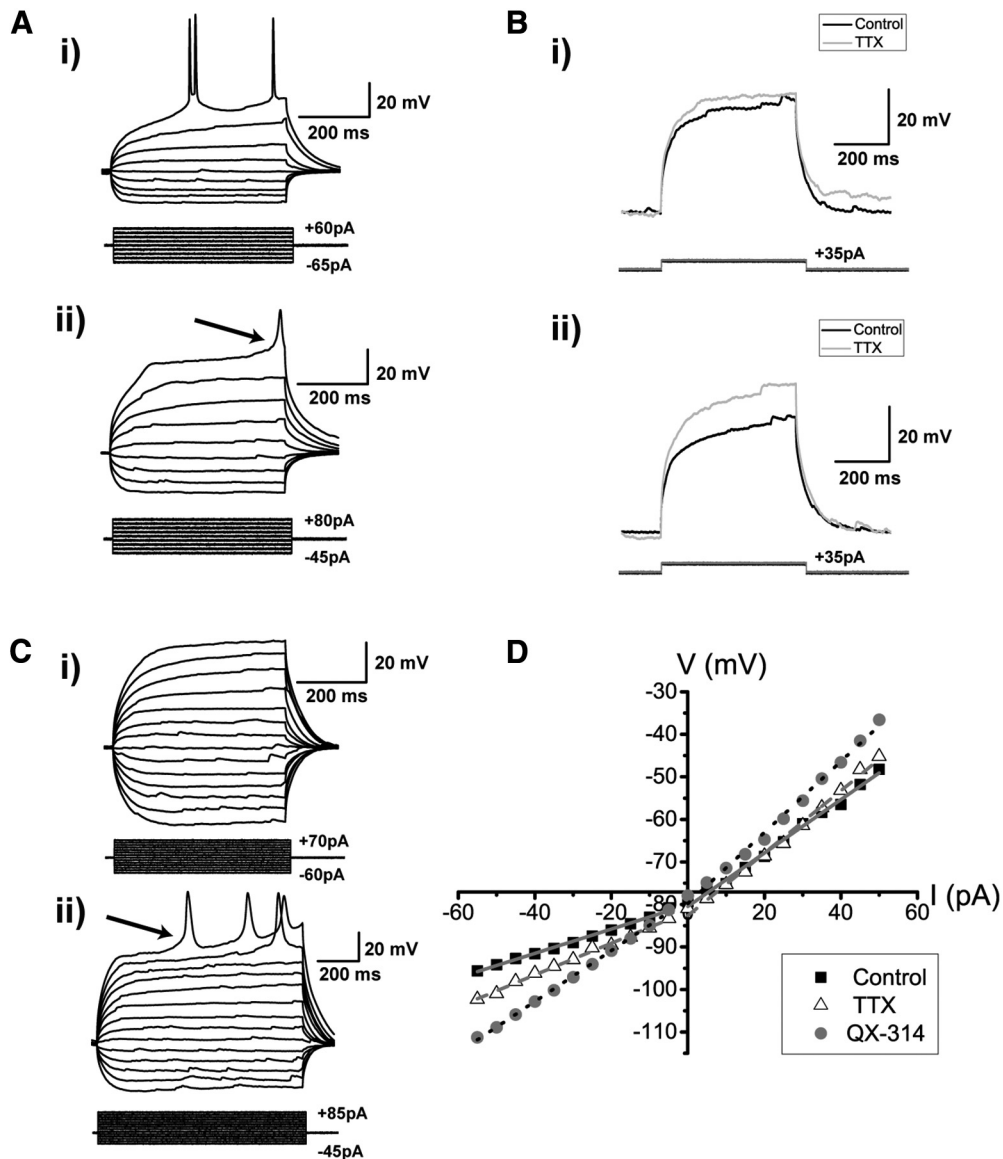 A
i)
20 mV
200 ms
+60pA
-65pA
ii)
20 mV
200 ms
+80pA
-45pA
B
i)
Control
TTX
20 mV
200 ms
+35pA
ii)
Control
TTX
20 mV
200 ms
+35pA
C
i)
20 mV
200 ms
+70pA
-60pA
ii)
20 mV
200 ms
+85pA
-45pA
D
V (mV)
-30
-40
-50
-60
-70
-60 -40 -20 20 40 60 I (pA)
-90
-100
-110
Control
TTX
QX-314